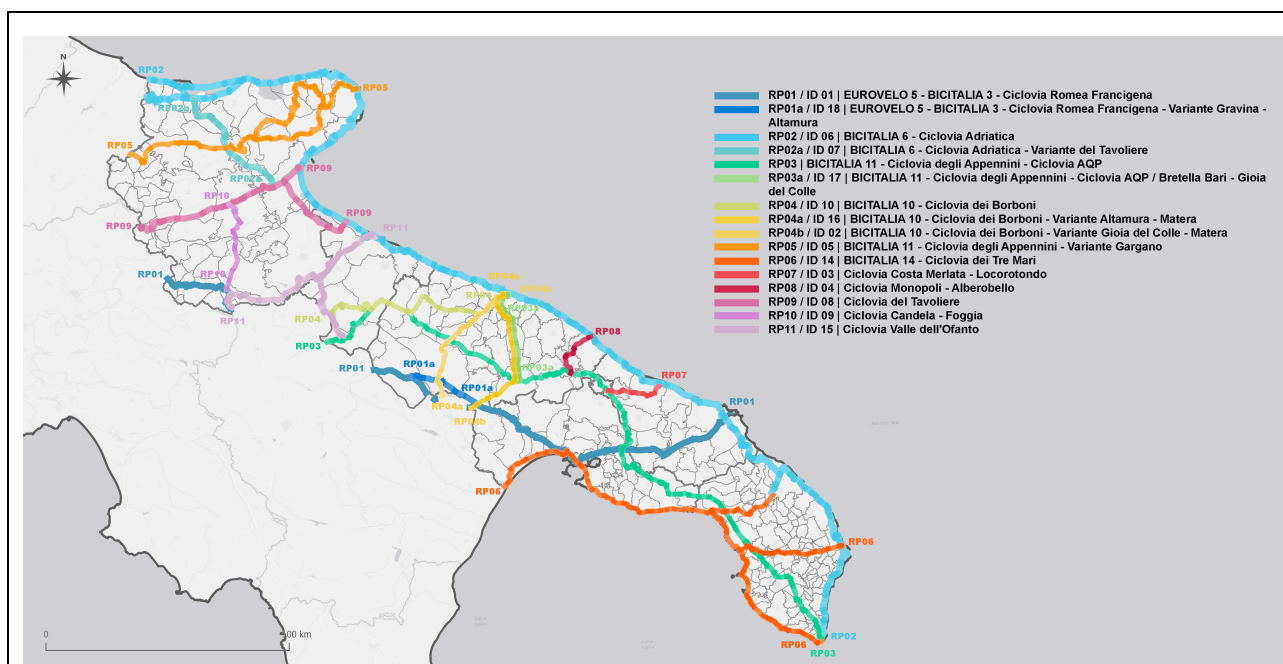 N
RP02
RP02a
RP05
RP05
RP02a
RP09
RP10
RP09
RP09
RP11
RP01
RP10
RP11
RP04
RP03
RP04a
RP04b
RP04
RP03a
RP08
RP01
RP01a
RP03a
RP01a
RP07
RP04a
RP04b
RP01
RP06
RP06
RP02
RP06
RP03
0
00 km
RP01 / ID 01 | EUROVELO 5 - BICITALIA 3 - Ciclovia Romea Francigena
RP01a / ID 18 | EUROVELO 5 - BICITALIA 3 - Ciclovia Romea Francigena - Variante Gravina -
Altamura
RP02 / ID 06 | BICITALIA 6 - Ciclovia Adriatica
RP02a / ID 07 | BICITALIA 6 - Ciclovia Adriatica - Variante del Tavoliere
RP03 | BICITALIA 11 - Ciclovia degli Appennini - Ciclovia AQP
RP03a / ID 17 | BICITALIA 11 - Ciclovia degli Appennini - Ciclovia AQP / Bretella Bari - Gioia
del Colle
RP04 / ID 10 | BICITALIA 10 - Ciclovia dei Borboni
RP04a / ID 16 | BICITALIA 10 - Ciclovia dei Borboni - Variante Altamura - Matera
RP04b / ID 02 | BICITALIA 10 - Ciclovia dei Borboni - Variante Gioia del Colle - Matera
RP05 / ID 05 | BICITALIA 11 - Ciclovia degli Appennini - Variante Gargano
RP06 / ID 14 | BICITALIA 14 - Ciclovia dei Tre Mari
RP07 / ID 03 | Ciclovia Costa Merlata - Locorotondo
RP08 / ID 04 | Ciclovia Monopoli - Alberobello
RP09 / ID 08 | Ciclovia del Tavoliere
RP10 / ID 09 | Ciclovia Candela - Foggia
RP11 / ID 15 | Ciclovia Valle dell'Ofanto